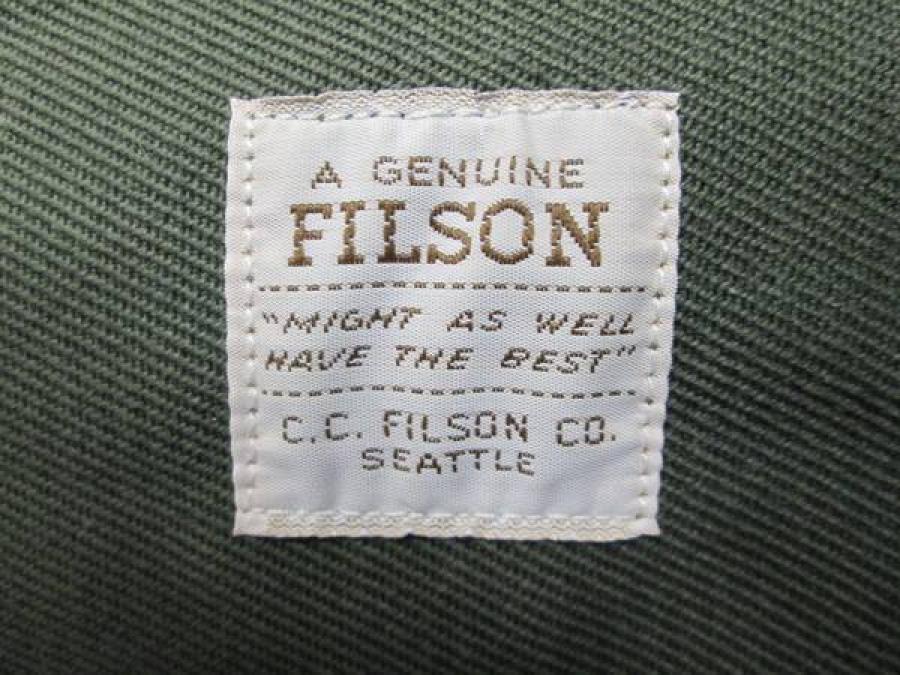 A GENUINE
FILSON
"MIGHT AS WELL
HAVE THE BEST"
C.C. FILSON CO.
SEATTLE